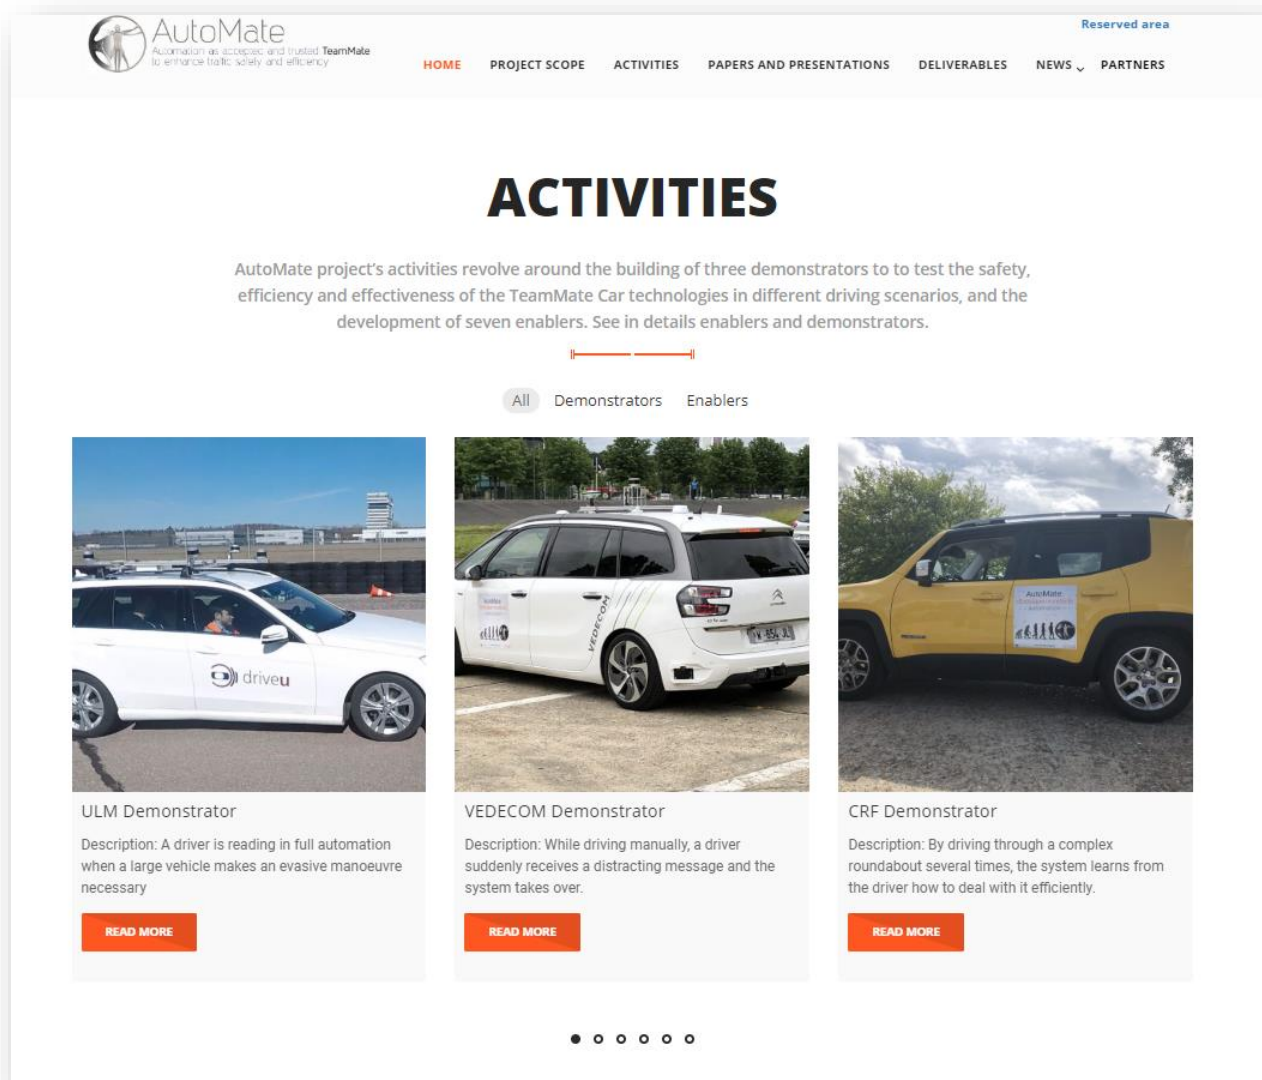 AutoMate
Automation as accepted and trusted TeamMate
to enhance traffic safety and efficiency
Reserved area
HOME PROJECT SCOPE ACTIVITIES PAPERS AND PRESENTATIONS DELIVERABLES NEWS PARTNERS
ACTIVITIES
AutoMate project's activities revolve around the building of three demonstrators to to test the safety,
efficiency and effectiveness of the TeamMate Car technologies in different driving scenarios, and the
development of seven enablers. See in details enablers and demonstrators.
All Demonstrators Enablers
driveu
AutoMate
VEDECOM
AutoMate
ULM Demonstrator
Description: A driver is reading in full automation
when a large vehicle makes an evasive manoeuvre
necessary
READ MORE
VEDECOM Demonstrator
Description: While driving manually, a driver
suddenly receives a distracting message and the
system takes over.
READ MORE
CRF Demonstrator
Description: By driving through a complex
roundabout several times, the system learns from
the driver how to deal with it efficiently.
READ MORE